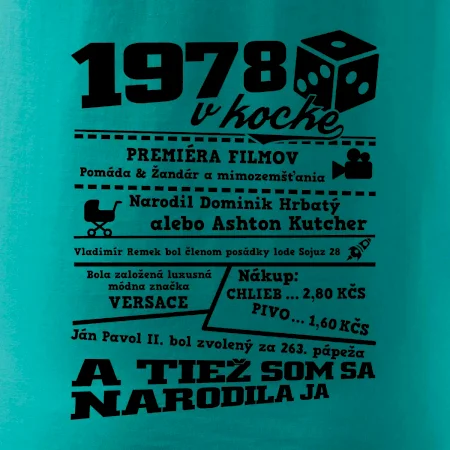 1978
v kocke
PREMIÉRA FILMOV
Pomáda & Žandár a mimozemšťania
Narodil Dominik Hrbatý
alebo Ashton Kutcher
Vladimír Remek bol členom posádky lode Sojuz 28
Bola založená luxusná
módna značka
VERSACE
Nákup:
CHLIEB ... 2,80 KČS
PIVO ... 1,60 KČS
Ján Pavol II. bol zvolený za 263. pápeža
A TIEŽ SOM SA
NARODILA JA